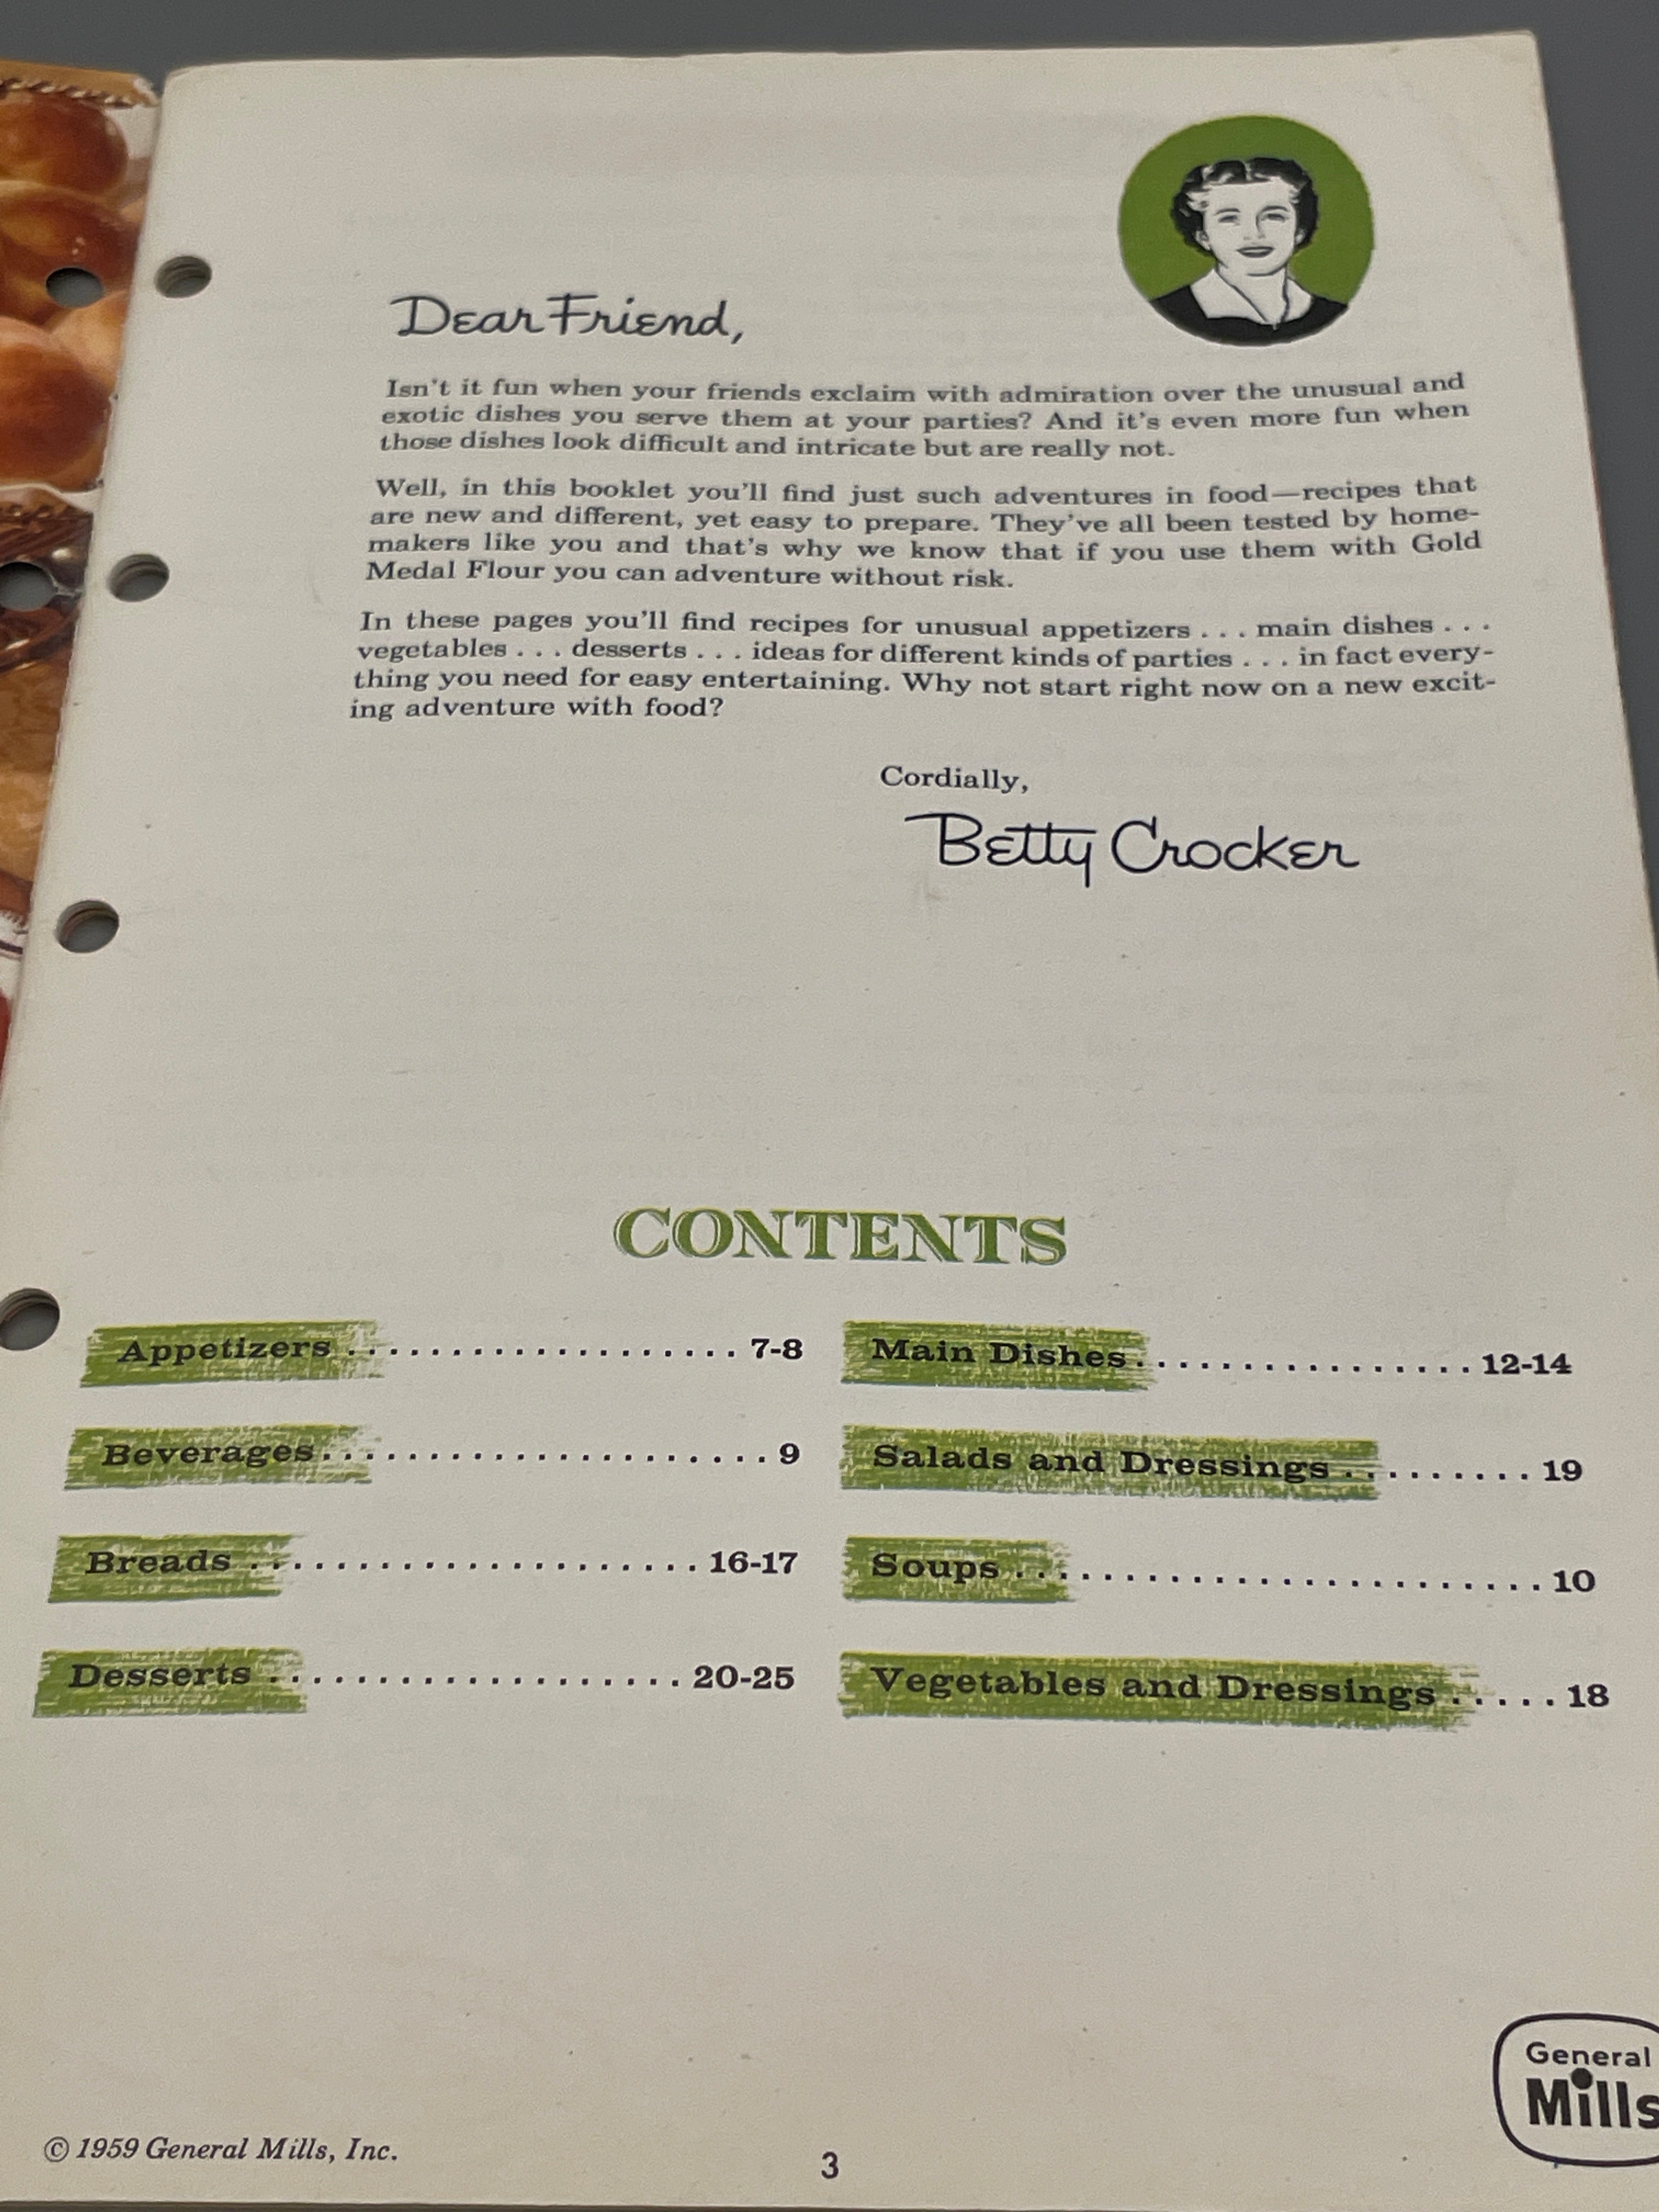 Dear Friend,
Isn't it fun when your friends exclaim with admiration over the unusual and
exotic dishes you serve them at your parties? And it's even more fun when
those dishes look difficult and intricate but are really not.
Well, in this booklet you'll find just such adventures in food—recipes that
are new and different, yet easy to prepare. They've all been tested by home-
makers like you and that's why we know that if you use them with Gold
Medal Flour you can adventure without risk.
In these pages you'll find recipes for unusual appetizers . . . main dishes . . .
vegetables . . . desserts . . . ideas for different kinds of parties . . . in fact every-
thing you need for easy entertaining. Why not start right now on a new excit-
ing adventure with food?
Cordially,
Betty Crocker
CONTENTS
Appetizers . . . . . . . . . . . . . . . . . . . . 7-8
Beverages . . . . . . . . . . . . . . . . . . . . . 9
Breads . . . . . . . . . . . . . . . . . . . . . 16-17
Desserts . . . . . . . . . . . . . . . . . . . 20-25
Main Dishes . . . . . . . . . . . . . . . . 12-14
Salads and Dressings . . . . . . . . . . 19
Soups . . . . . . . . . . . . . . . . . . . . . . . . 10
Vegetables and Dressings . . . . . 18
General
Mills
© 1959 General Mills, Inc.
3